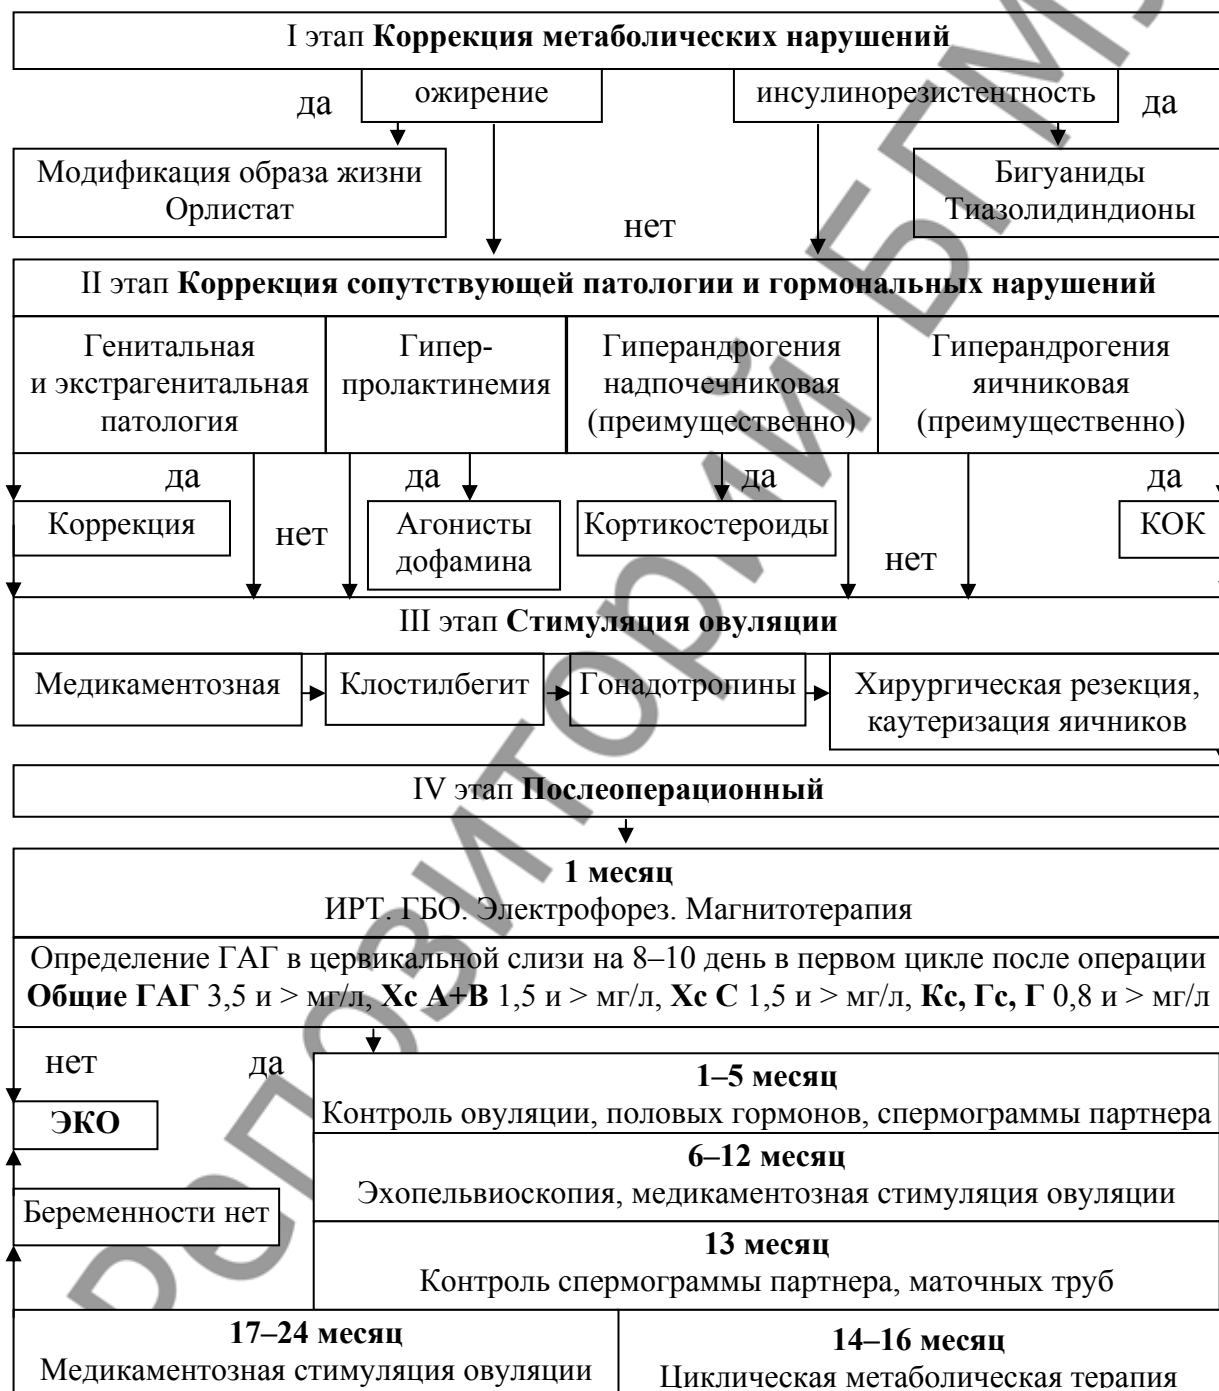 I этап Коррекция метаболических нарушений
да
ожирение
инсулинорезистентность
да
Модификация образа жизни
Орлистат
нет
Бигуаниды
Тиазолидиндионы
II этап Коррекция сопутствующей патологии и гормональных нарушений
Генитальная
и экстрагенитальная
патология
Гипер-
пролактинемия
Гиперандрогения
надпочечниковая
(преимущественно)
Гиперандрогения
яичниковая
(преимущественно)
да
да
да
да
Коррекция
нет
Агонисты
дофамина
Кортикостероиды
нет
КОК
III этап Стимуляция овуляции
Медикаментозная
Клостилбегит
Гонадотропины
Хирургическая резекция,
каутеризация яичников
IV этап Послеоперационный
1 месяц
ИРТ. ГБО. Электрофорез. Магнитотерапия
Определение ГАГ в цервикальной слизи на 8–10 день в первом цикле после операции
Общие ГАГ 3,5 и > мг/л, Хс А+В 1,5 и > мг/л, Хс С 1,5 и > мг/л, Кс, Гс, Г 0,8 и > мг/л
нет
да
ЭКО
1–5 месяц
Контроль овуляции, половых гормонов, спермограммы партнера
6–12 месяц
Эхопельвиоскопия, медикаментозная стимуляция овуляции
Беременности нет
13 месяц
Контроль спермограммы партнера, маточных труб
17–24 месяц
Медикаментозная стимуляция овуляции
14–16 месяц
Циклическая метаболическая терапия
Репозиторий БГМУ